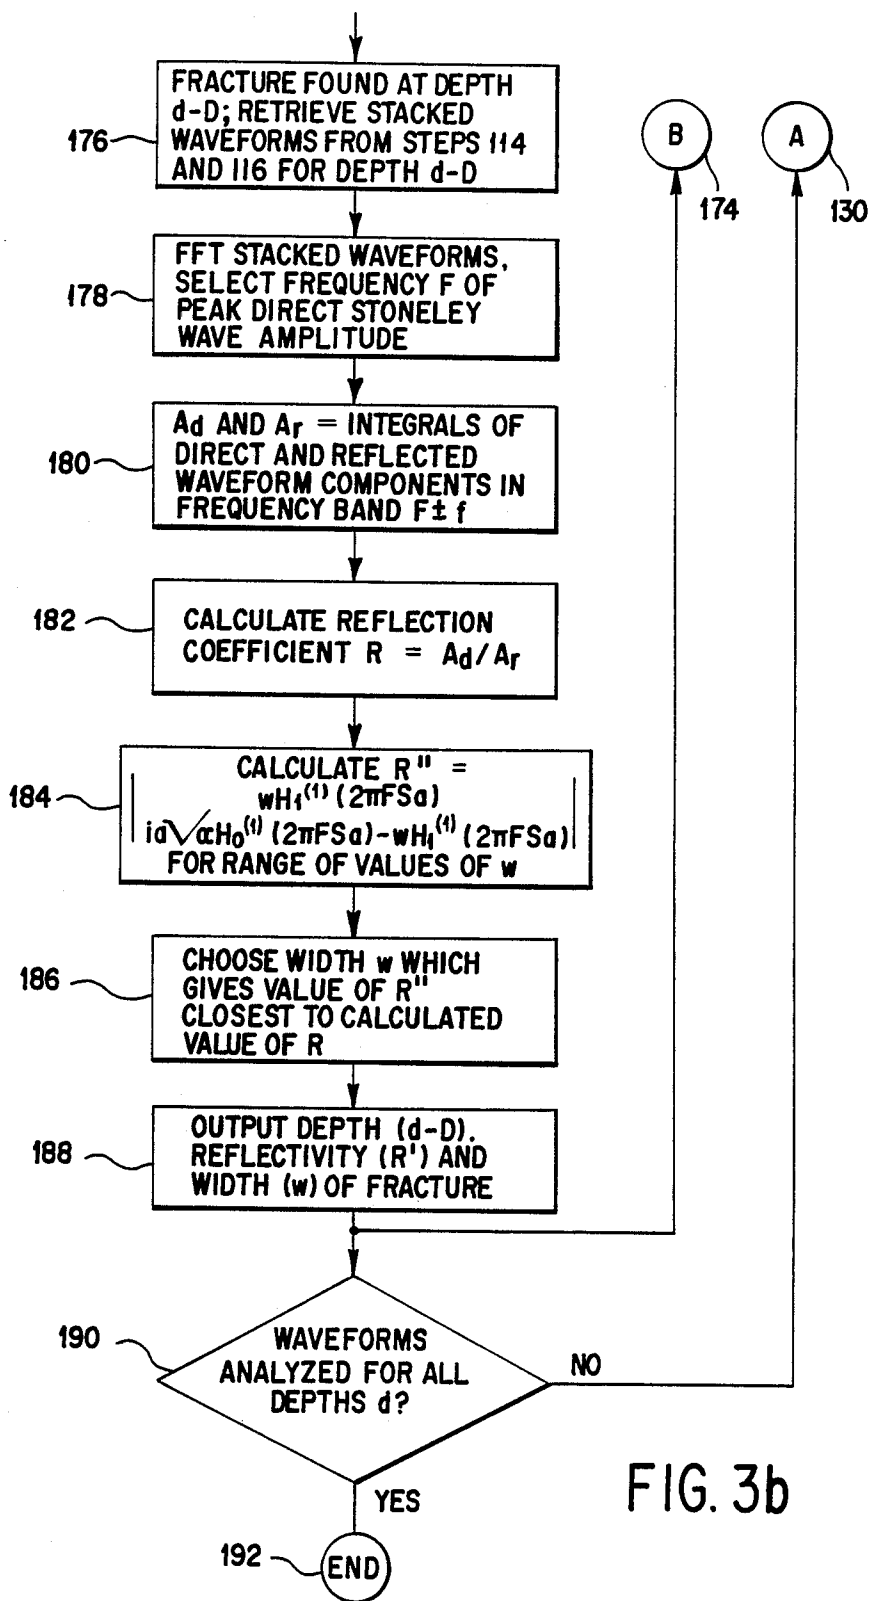 FRACTURE FOUND AT DEPTH
d-D; RETRIEVE STACKED
WAVEFORMS FROM STEPS 114
AND 116 FOR DEPTH d-D
176
B
174
A
130
FFT STACKED WAVEFORMS,
SELECT FREQUENCY F OF
PEAK DIRECT STONELEY
WAVE AMPLITUDE
178
Ad AND Ar = INTEGRALS OF
DIRECT AND REFLECTED
WAVEFORM COMPONENTS IN
FREQUENCY BAND F± f
180
CALCULATE REFLECTION
COEFFICIENT R = Ad/Ar
182
CALCULATE R" =
wH1(1) (2πFSa)
ia√αH0(1) (2πFSa)-wH1(1) (2πFSa)
FOR RANGE OF VALUES OF w
184
CHOOSE WIDTH w WHICH
GIVES VALUE OF R"
CLOSEST TO CALCULATED
VALUE OF R
186
OUTPUT DEPTH (d-D).
REFLECTIVITY (R') AND
WIDTH (w) OF FRACTURE
188
WAVEFORMS
ANALYZED FOR ALL
DEPTHS d?
190
NO
YES
END
192
FIG. 3b